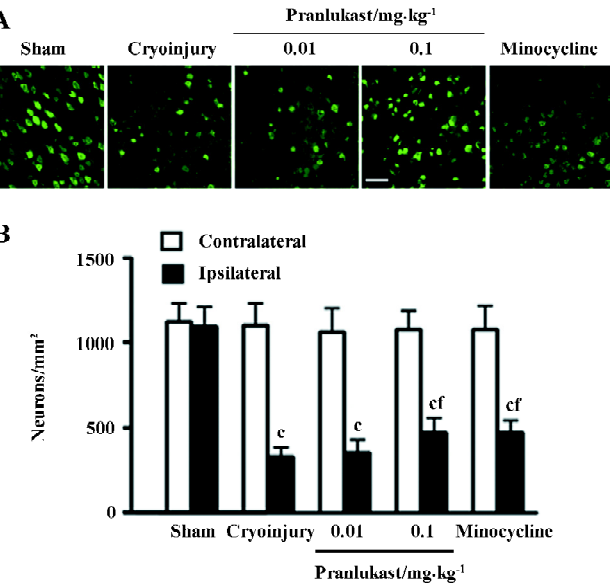 A
Pranlukast/mg·kg-1
Sham Cryoinjury 0.01 0.1 Minocycline
B
Contralateral
Ipsilateral
1500
1000
500
0
Neurons/mm2
c c cf cf
Sham Cryoinjury 0.01 0.1 Minocycline
Pranlukast/mg·kg-1